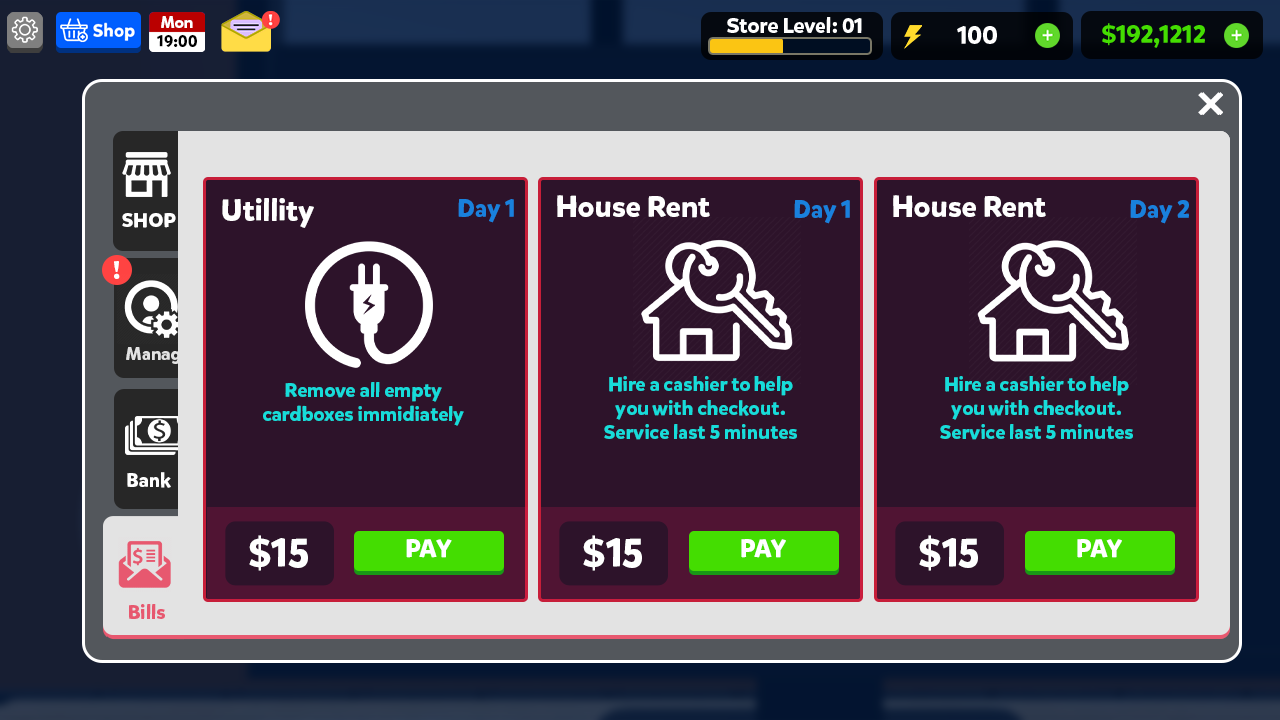 Shop
Mon
19:00
!
Store Level: 01
100
+
$192,1212
+
SHOP
!
Manag
$
Bank
$
Bills
Utillity
Day 1
Remove all empty
cardboxes immidiately
$15
PAY
House Rent
Day 1
Hire a cashier to help
you with checkout.
Service last 5 minutes
$15
PAY
House Rent
Day 2
Hire a cashier to help
you with checkout.
Service last 5 minutes
$15
PAY